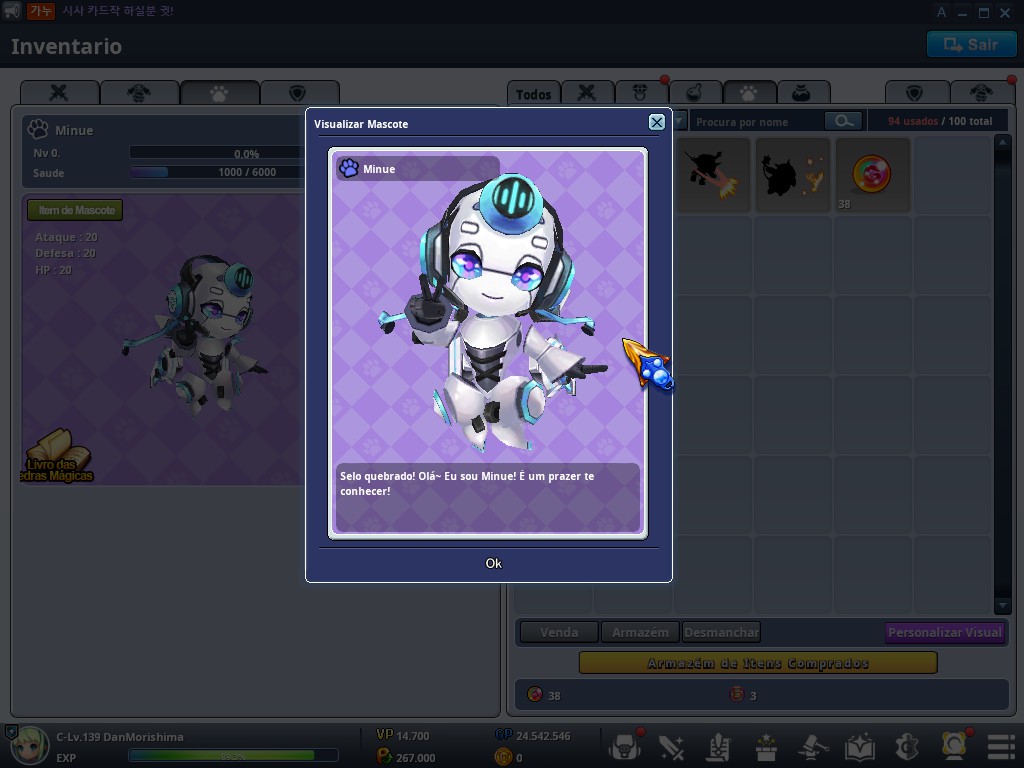 가누 시사 카드작 하실분 귓!
A
Inventario
Sair
Todos
Minue
Nv 0.
0.0%
Saude
1000 / 6000
Item de Mascote
Ataque : 20
Defesa : 20
HP : 20
Livro das
edras Mágicas
Visualizar Mascote
Minue
Selo quebrado! Olá~ Eu sou Minue! É um prazer te
conhecer!
Ok
Procura por nome
94 usados / 100 total
38
Venda
Armazém
Desmanchar
Personalizar Visual
Armazém de Itens Comprados
38
3
C-Lv.139 DanMorishima
EXP
VP 14.700
GP 24.542.546
267.000
0